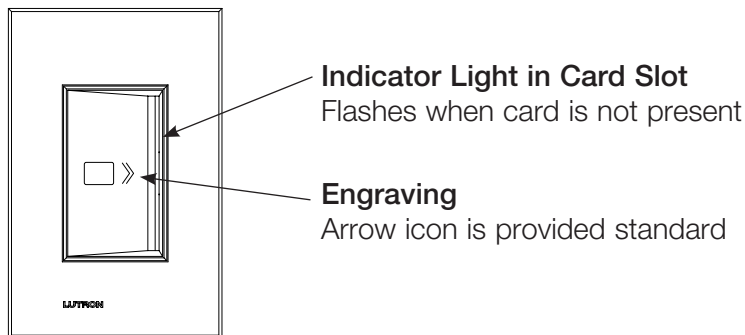 Indicator Light in Card Slot
Flashes when card is not present
Engraving
Arrow icon is provided standard
LUTRON